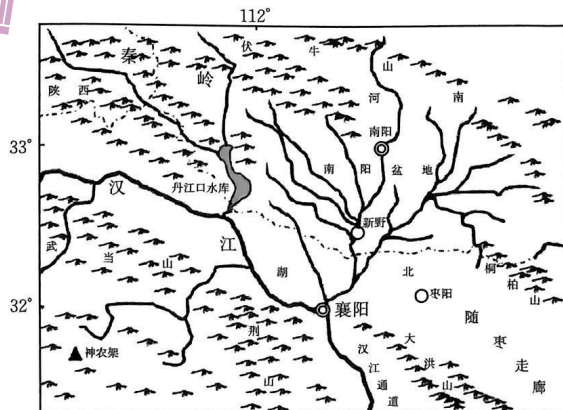 112°
秦岭
伏牛山
陕西
河南
33°
南阳
南阳盆地
丹江口水库
汉江
新野
武当山
湖北
桐柏山
32°
襄阳
枣阳
随枣走廊
荆山
神农架
汉江通道
大洪山